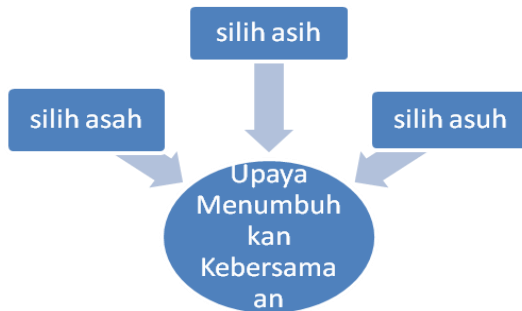 silih asih
silih asah
silih asuh
Upaya
Menumbuh
kan
Kebersama
an